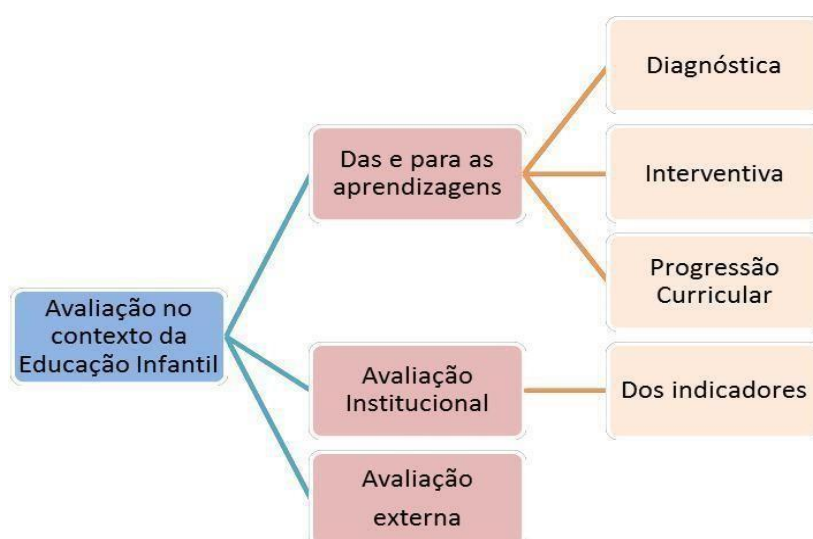 Avaliação no
contexto da
Educação Infantil
Das e para as
aprendizagens
Diagnóstica
Interventiva
Progressão
Curricular
Avaliação
Institucional
Dos indicadores
Avaliação
externa